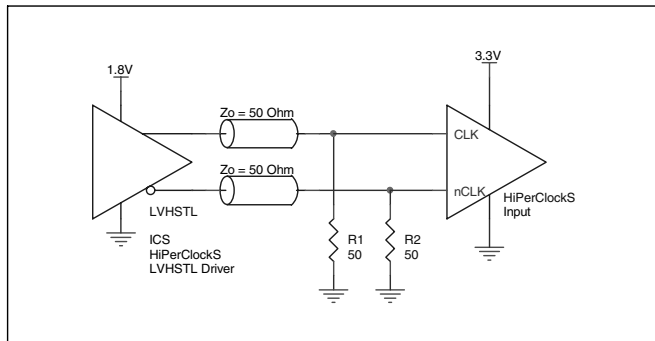 1.8V
3.3V
Zo = 50 Ohm
CLK
Zo = 50 Ohm
nCLK
HiPerClockS
Input
LVHSTL
ICS
HiPerClockS
LVHSTL Driver
R1
50
R2
50